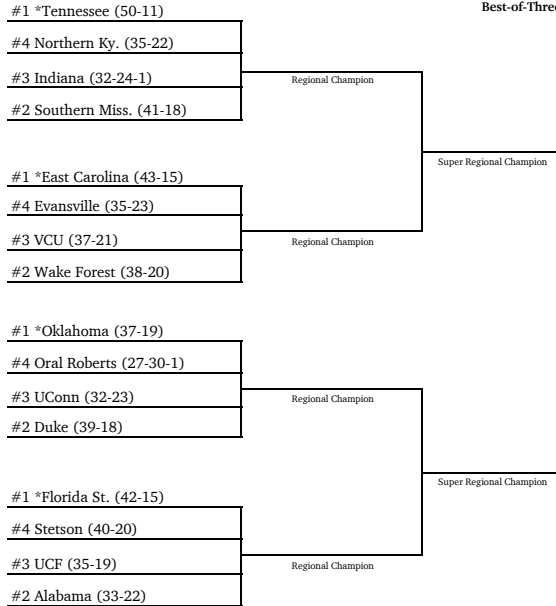 Best-of-Three
#1 *Tennessee (50-11)
#4 Northern Ky. (35-22)
#3 Indiana (32-24-1)
#2 Southern Miss. (41-18)
Regional Champion
Super Regional Champion
#1 *East Carolina (43-15)
#4 Evansville (35-23)
#3 VCU (37-21)
#2 Wake Forest (38-20)
Regional Champion
#1 *Oklahoma (37-19)
#4 Oral Roberts (27-30-1)
#3 UConn (32-23)
#2 Duke (39-18)
Regional Champion
Super Regional Champion
#1 *Florida St. (42-15)
#4 Stetson (40-20)
#3 UCF (35-19)
#2 Alabama (33-22)
Regional Champion